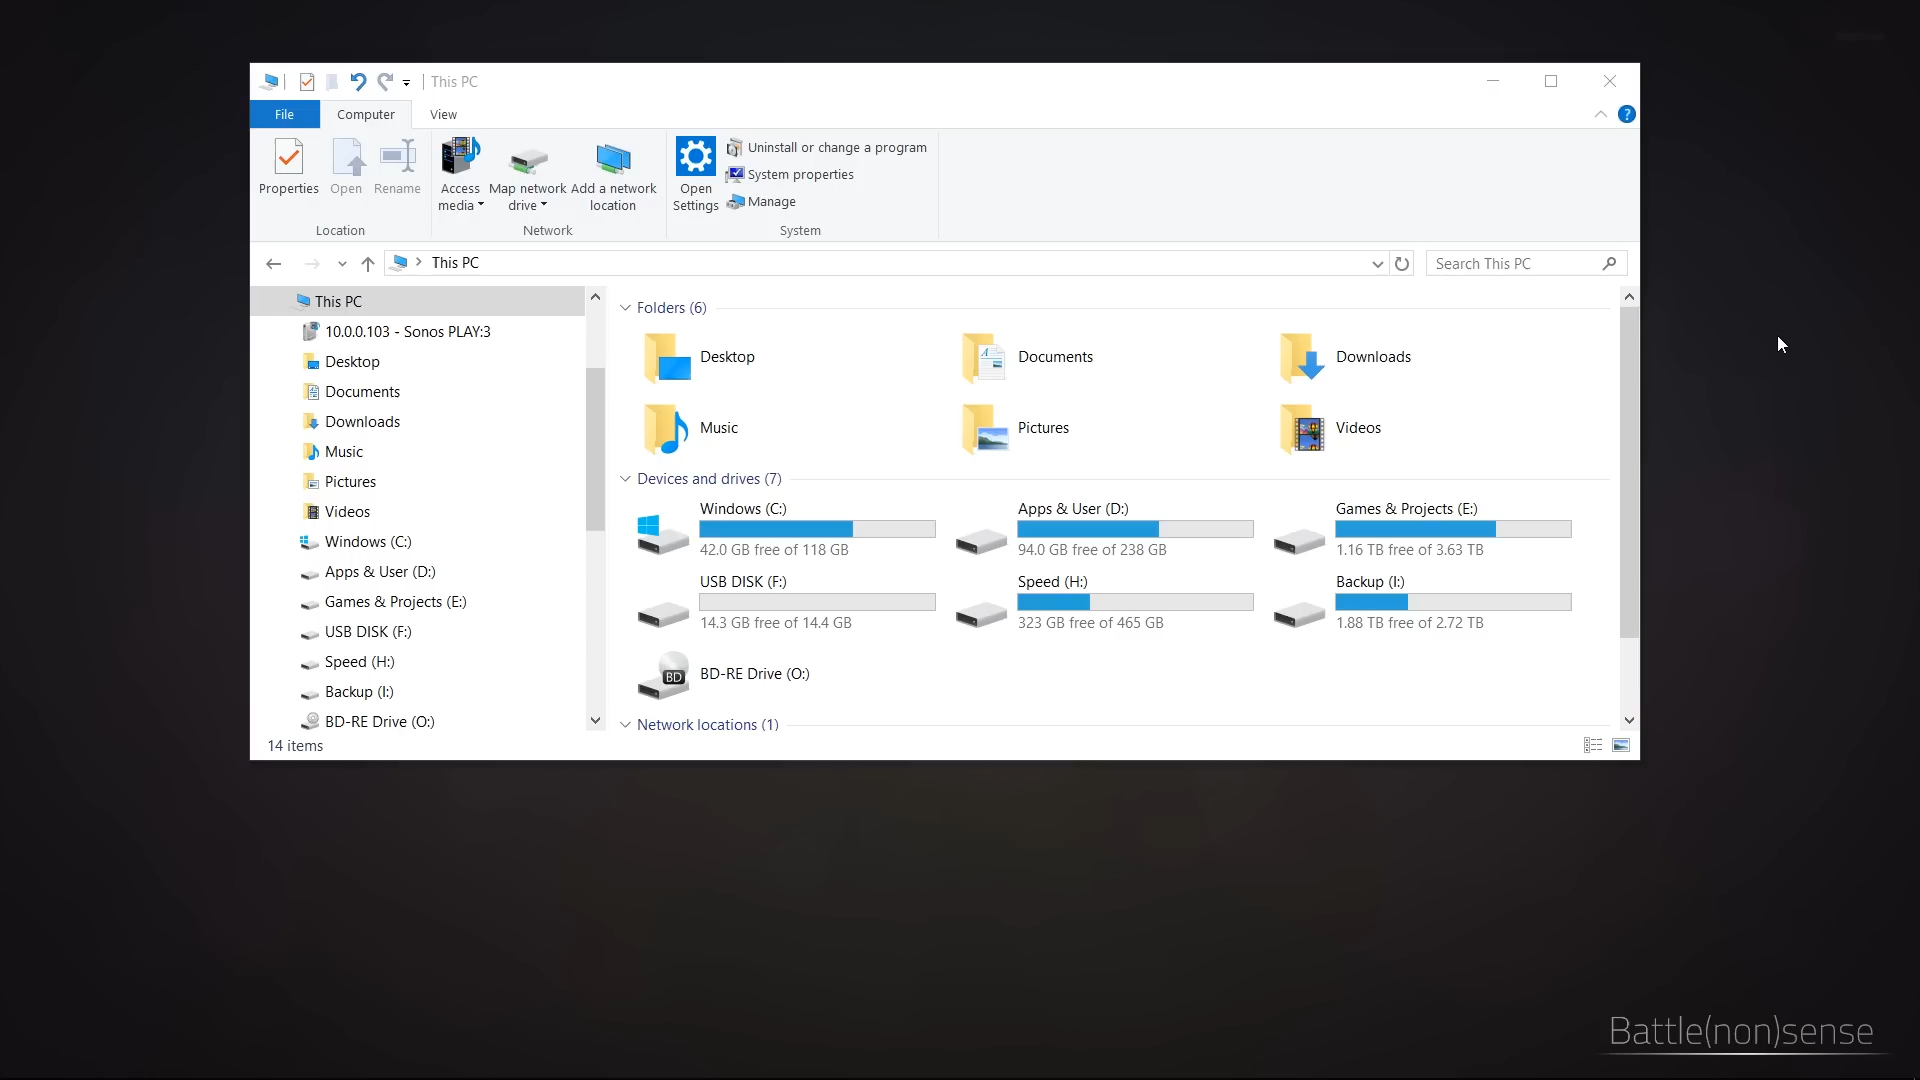 This PC
File
Computer
View
?
Properties
Open
Rename
Access media
Map network drive
Add a network location
Open Settings
Uninstall or change a program
System properties
Manage
Location
Network
System
This PC
Search This PC
This PC
10.0.0.103 - Sonos PLAY:3
Desktop
Documents
Downloads
Music
Pictures
Videos
Windows (C:)
Apps & User (D:)
Games & Projects (E:)
USB DISK (F:)
Speed (H:)
Backup (I:)
BD-RE Drive (O:)
Folders (6)
Desktop
Documents
Downloads
Music
Pictures
Videos
Devices and drives (7)
Windows (C:)
42.0 GB free of 118 GB
Apps & User (D:)
94.0 GB free of 238 GB
Games & Projects (E:)
1.16 TB free of 3.63 TB
USB DISK (F:)
14.3 GB free of 14.4 GB
Speed (H:)
323 GB free of 465 GB
Backup (I:)
1.88 TB free of 2.72 TB
BD
BD-RE Drive (O:)
Network locations (1)
14 items
Battle(non)sense